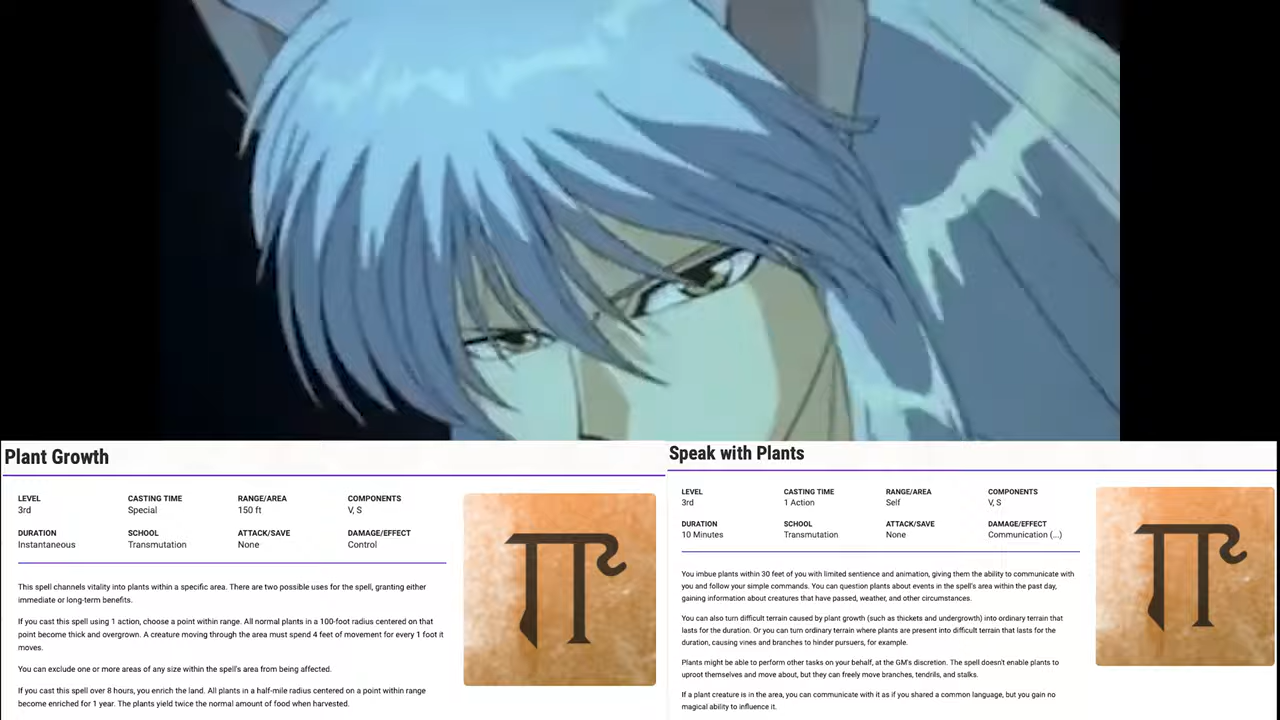 Plant Growth
LEVEL CASTING TIME RANGE/AREA COMPONENTS
3rd Special 150 ft V, S
DURATION SCHOOL ATTACK/SAVE DAMAGE/EFFECT
Instantaneous Transmutation None Control
This spell channels vitality into plants within a specific area. There are two possible uses for the spell, granting either
immediate or long-term benefits.
If you cast this spell using 1 action, choose a point within range. All normal plants in a 100-foot radius centered on that
point become thick and overgrown. A creature moving through the area must spend 4 feet of movement for every 1 foot it
moves.
You can exclude one or more areas of any size within the spell's area from being affected.
If you cast this spell over 8 hours, you enrich the land. All plants in a half-mile radius centered on a point within range
become enriched for 1 year. The plants yield twice the normal amount of food when harvested.
Speak with Plants
LEVEL CASTING TIME RANGE/AREA COMPONENTS
3rd 1 Action Self V, S
DURATION SCHOOL ATTACK/SAVE DAMAGE/EFFECT
10 Minutes Transmutation None Communication (...)
You imbue plants within 30 feet of you with limited sentience and animation, giving them the ability to communicate with
you and follow your simple commands. You can question plants about events in the spell's area within the past day,
gaining information about creatures that have passed, weather, and other circumstances.
You can also turn difficult terrain caused by plant growth (such as thickets and undergrowth) into ordinary terrain that
lasts for the duration. Or you can turn ordinary terrain where plants are present into difficult terrain that lasts for the
duration, causing vines and branches to hinder pursuers, for example.
Plants might be able to perform other tasks on your behalf, at the GM's discretion. The spell doesn't enable plants to
uproot themselves and move about, but they can freely move branches, tendrils, and stalks.
If a plant creature is in the area, you can communicate with it as if you shared a common language, but you gain no
magical ability to influence it.